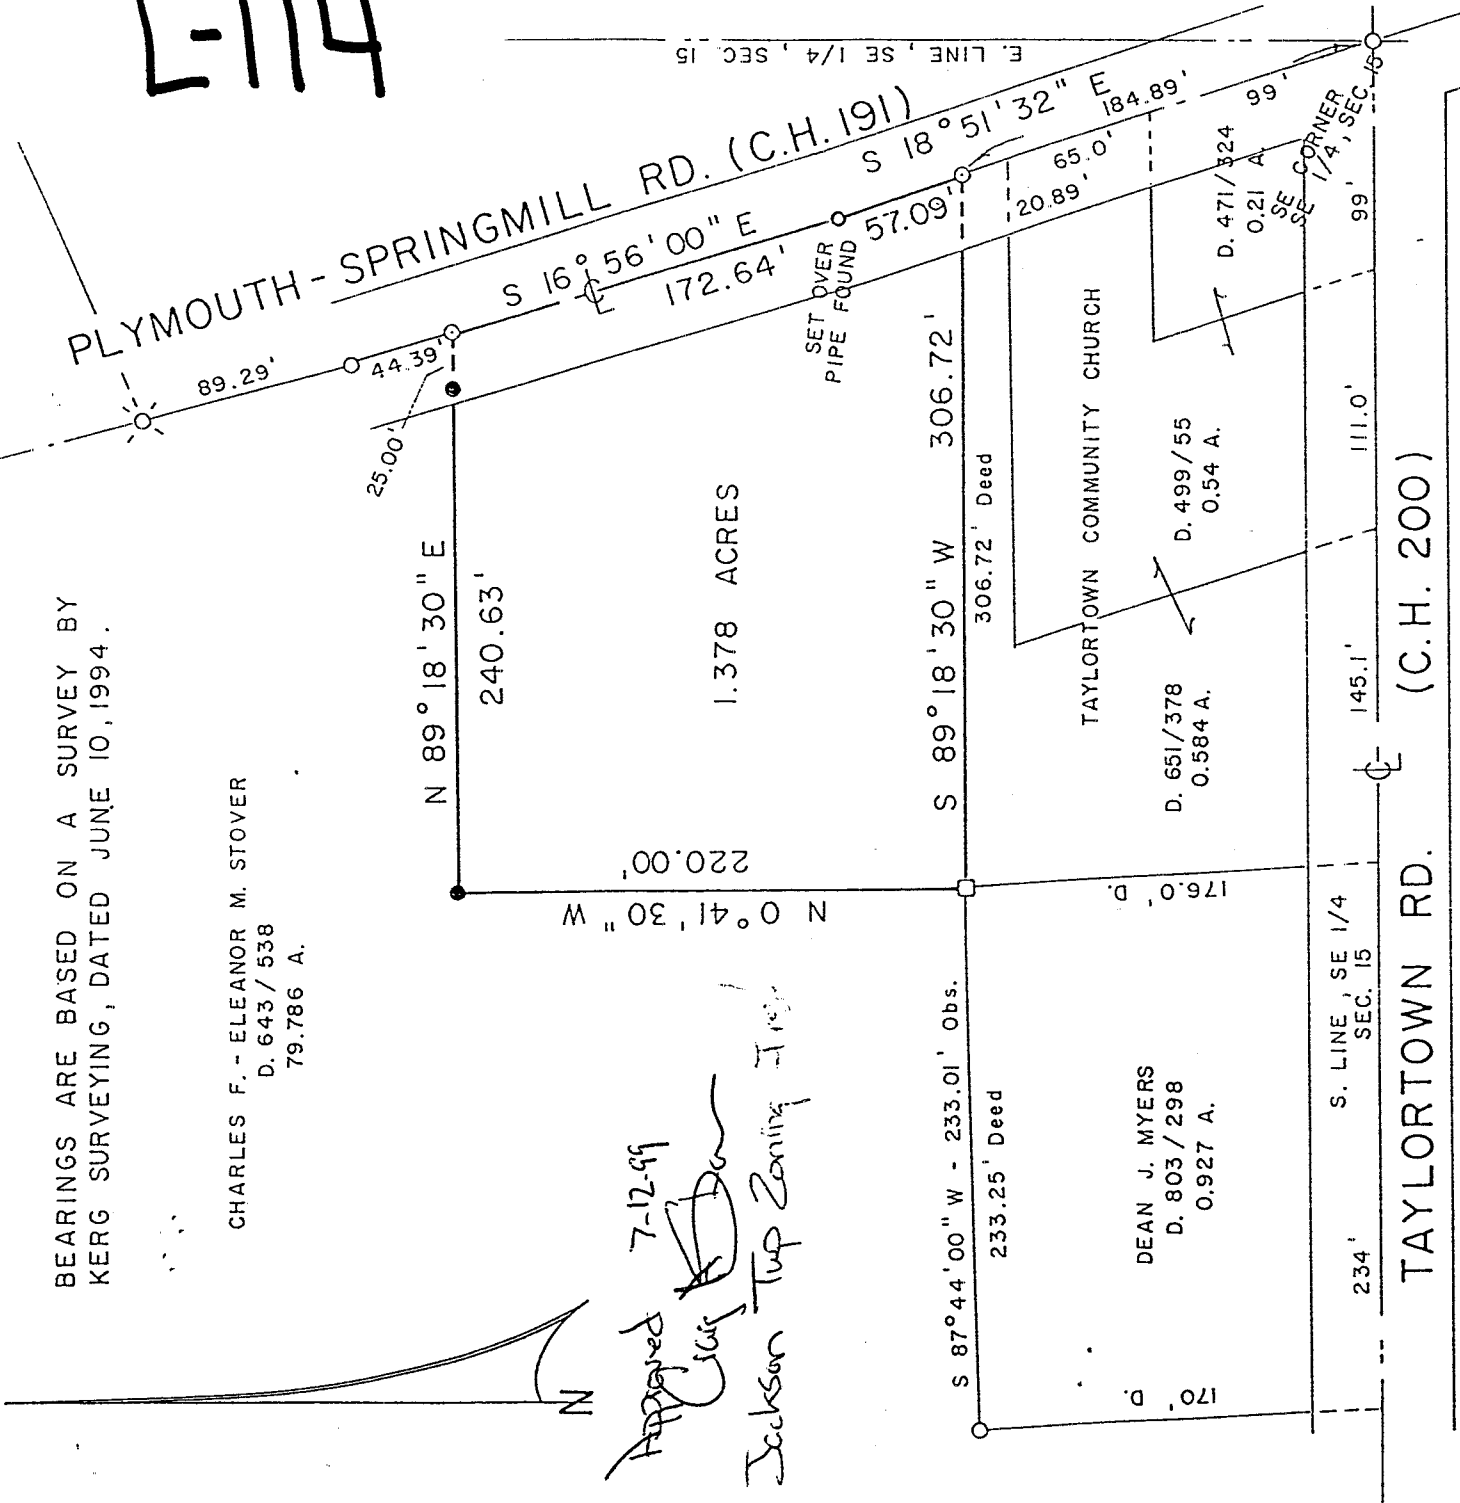 L-114
BEARINGS ARE BASED ON A SURVEY BY
KERG SURVEYING, DATED JUNE 10, 1994.
CHARLES F. - ELEANOR M. STOVER
D. 643 / 538
79.786 A.
N
Approved 7-12-99
Craig
Jackson Twp Zoning
PLYMOUTH - SPRINGMILL RD. (C.H. 191)
E. LINE, SE 1/4, SEC 15
89.29'
44.39'
25.00'
S 16° 56' 00" E
172.64'
℄
SET OVER
PIPE FOUND
57.09'
S 18° 51' 32" E
184.89'
65.0'
20.89'
99'
SE CORNER
SE 1/4, SEC. 15
N 89° 18' 30" E
240.63'
1.378 ACRES
N 0° 41' 30" W
220.00'
S 89° 18' 30" W 306.72'
306.72' Deed
TAYLORTOWN COMMUNITY CHURCH
D. 471/324
0.21 A.
D. 499/55
0.54 A.
D. 651/378
0.584 A.
176.0' D.
S 87° 44' 00" W - 233.01' Obs.
233.25' Deed
DEAN J. MYERS
D. 803 / 298
0.927 A.
170' D.
S. LINE, SE 1/4
SEC. 15
234'
145.1'
111.0'
99'
℄
TAYLORTOWN RD. (C.H. 200)